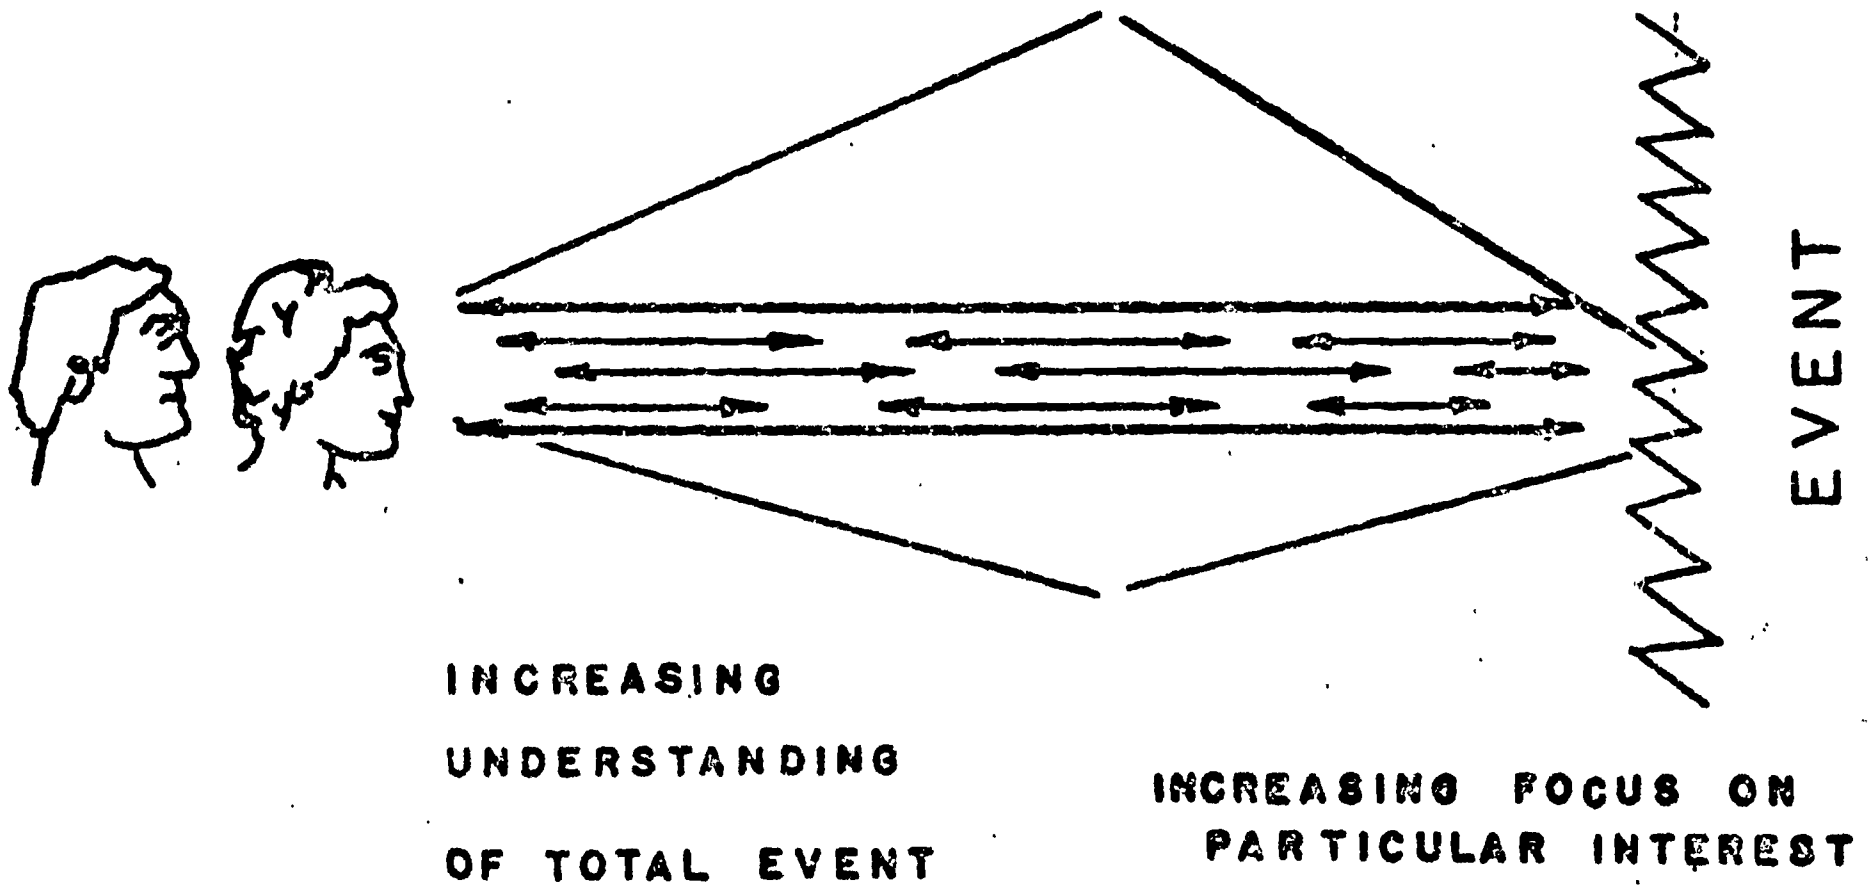 EVENT
INCREASING
UNDERSTANDING
OF TOTAL EVENT
INCREASING FOCUS ON
PARTICULAR INTEREST